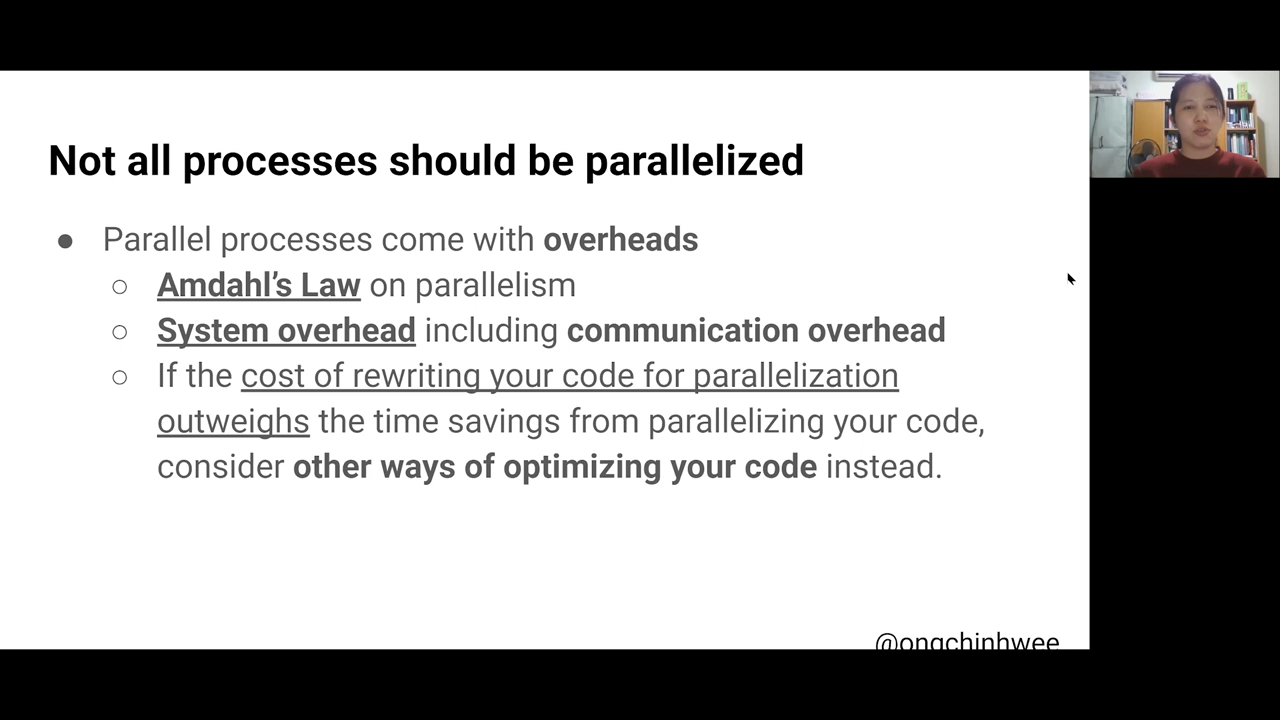 Not all processes should be parallelized
● Parallel processes come with overheads
○ Amdahl’s Law on parallelism
○ System overhead including communication overhead
○ If the cost of rewriting your code for parallelization
outweighs the time savings from parallelizing your code,
consider other ways of optimizing your code instead.
@ongchinhwee